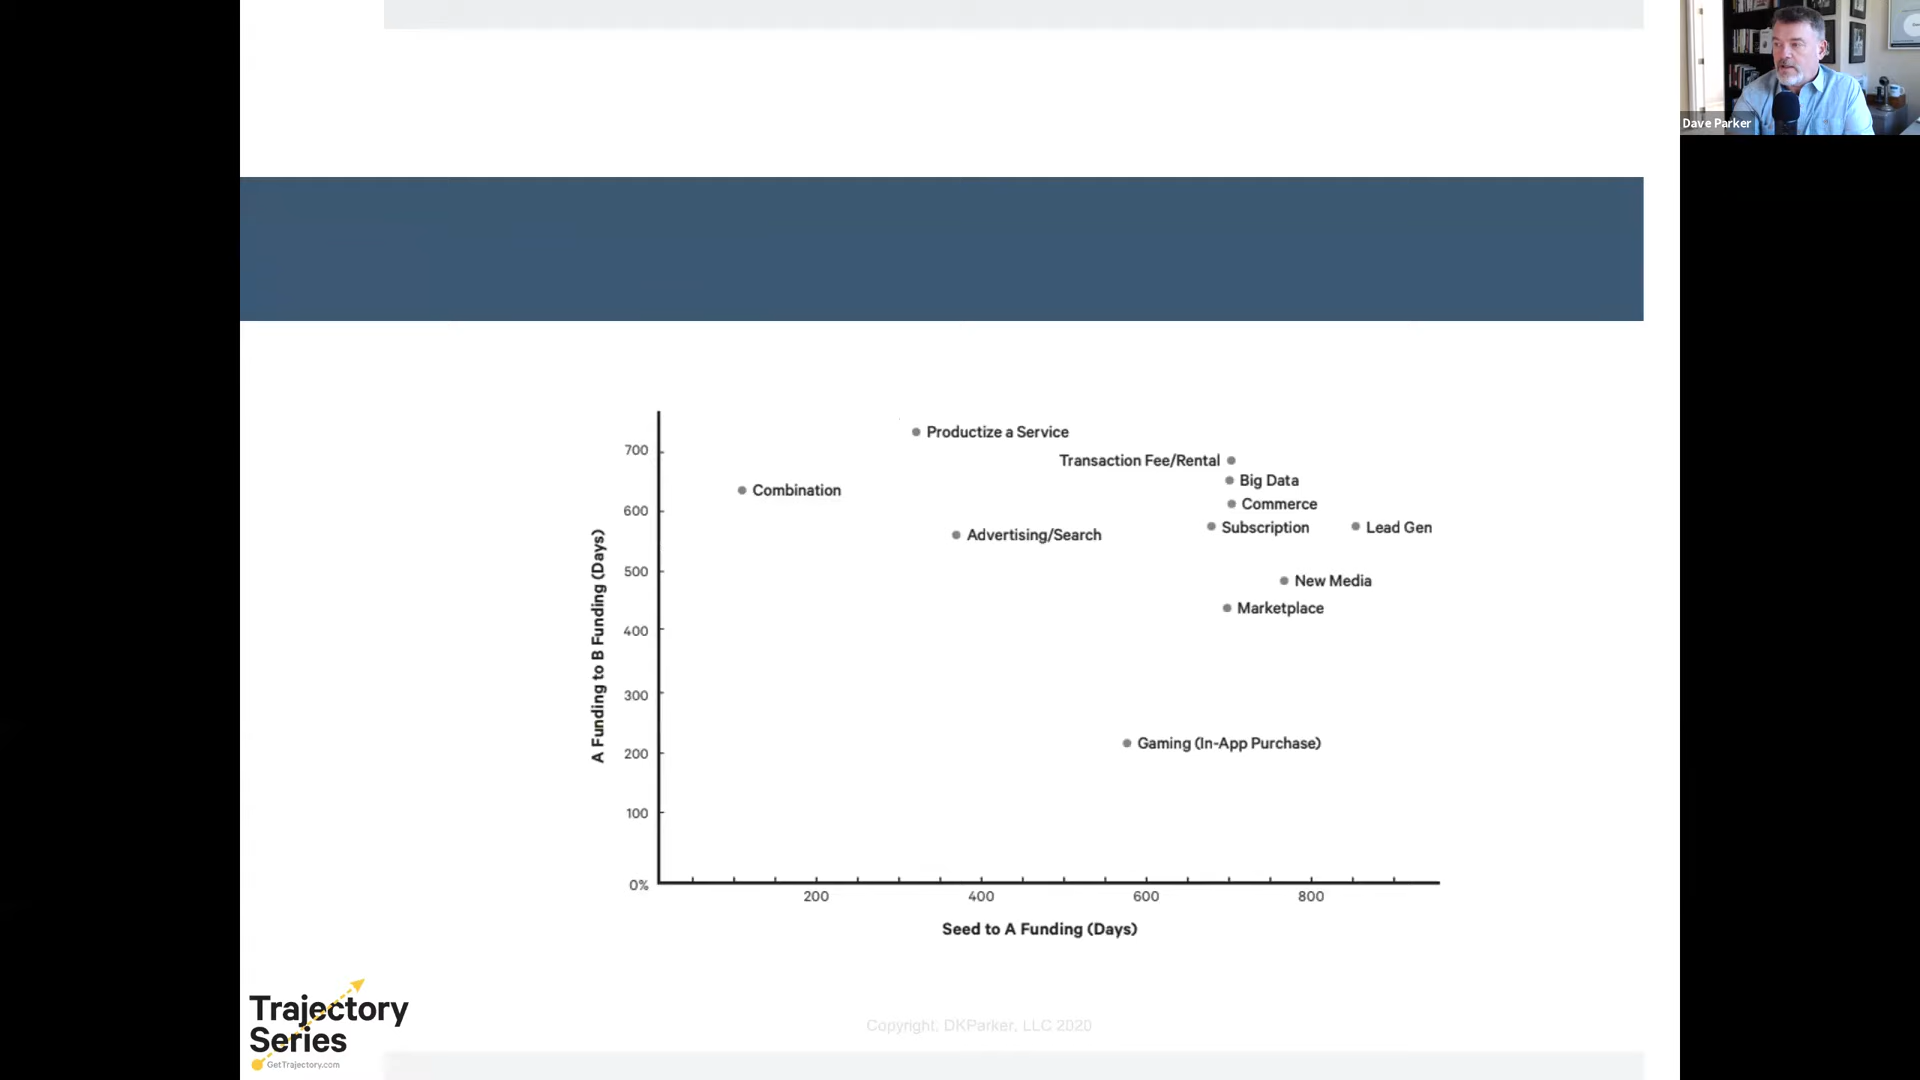 Dave Parker
Productize a Service
700
Transaction Fee/Rental
Big Data
Combination
Commerce
600
Subscription
Lead Gen
Advertising/Search
500
New Media
Marketplace
400
A Funding to B Funding (Days)
300
Gaming (In-App Purchase)
200
100
0%
200
400
600
800
Seed to A Funding (Days)
Trajectory
Series
GetTrajectory.com
Copyright, DKParker, LLC 2020